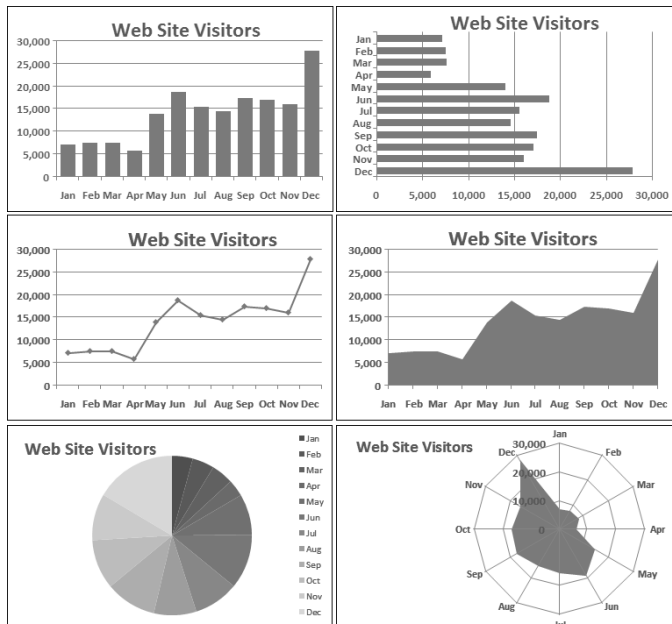 Web Site Visitors
30,000
25,000
20,000
15,000
10,000
5,000
0
Jan Feb Mar Apr May Jun Jul Aug Sep Oct Nov Dec
Web Site Visitors
Jan
Feb
Mar
Apr
May
Jun
Jul
Aug
Sep
Oct
Nov
Dec
0 5,000 10,000 15,000 20,000 25,000 30,000
Web Site Visitors
30,000
25,000
20,000
15,000
10,000
5,000
0
Jan Feb Mar Apr May Jun Jul Aug Sep Oct Nov Dec
Web Site Visitors
30,000
25,000
20,000
15,000
10,000
5,000
0
Jan Feb Mar Apr May Jun Jul Aug Sep Oct Nov Dec
Web Site Visitors
Jan
Feb
Mar
Apr
May
Jun
Jul
Aug
Sep
Oct
Nov
Dec
Web Site Visitors
30,000
20,000
10,000
0
Jan
Feb
Mar
Apr
May
Jun
Jul
Aug
Sep
Oct
Nov
Dec